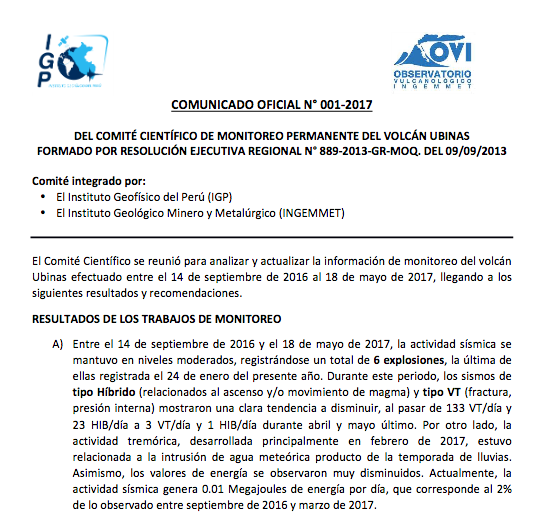 IGP
OVI
OBSERVATORIO
VULCANOLÓGICO
INGEMMET
COMUNICADO OFICIAL N° 001-2017
DEL COMITÉ CIENTÍFICO DE MONITOREO PERMANENTE DEL VOLCÁN UBINAS
FORMADO POR RESOLUCIÓN EJECUTIVA REGIONAL N° 889-2013-GR-MOQ. DEL 09/09/2013
Comité integrado por:
• El Instituto Geofísico del Perú (IGP)
• El Instituto Geológico Minero y Metalúrgico (INGEMMET)
El Comité Científico se reunió para analizar y actualizar la información de monitoreo del volcán
Ubinas efectuado entre el 14 de septiembre de 2016 al 18 de mayo de 2017, llegando a los
siguientes resultados y recomendaciones.
RESULTADOS DE LOS TRABAJOS DE MONITOREO
A) Entre el 14 de septiembre de 2016 y el 18 de mayo de 2017, la actividad sísmica se
mantuvo en niveles moderados, registrándose un total de 6 explosiones, la última de
ellas registrada el 24 de enero del presente año. Durante este periodo, los sismos de
tipo Híbrido (relacionados al ascenso y/o movimiento de magma) y tipo VT (fractura,
presión interna) mostraron una clara tendencia a disminuir, al pasar de 133 VT/día y
23 HIB/día a 3 VT/día y 1 HIB/día durante abril y mayo último. Por otro lado, la
actividad tremórica, desarrollada principalmente en febrero de 2017, estuvo
relacionada a la intrusión de agua meteórica producto de la temporada de lluvias.
Asimismo, los valores de energía se observaron muy disminuidos. Actualmente, la
actividad sísmica genera 0.01 Megajoules de energía por día, que corresponde al 2%
de lo observado entre septiembre de 2016 y marzo de 2017.